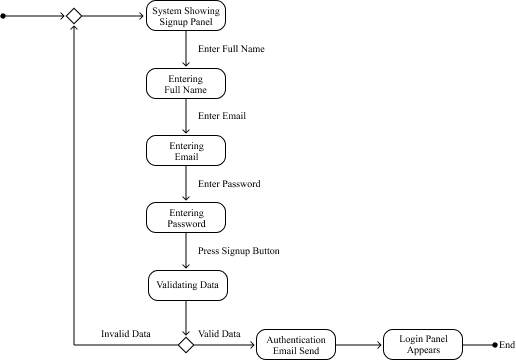 System Showing
Signup Panel
Enter Full Name
Entering
Full Name
Enter Email
Entering
Email
Enter Password
Entering
Password
Press Signup Button
Validating Data
Invalid Data
Valid Data
Authentication
Email Send
Login Panel
Appears
End